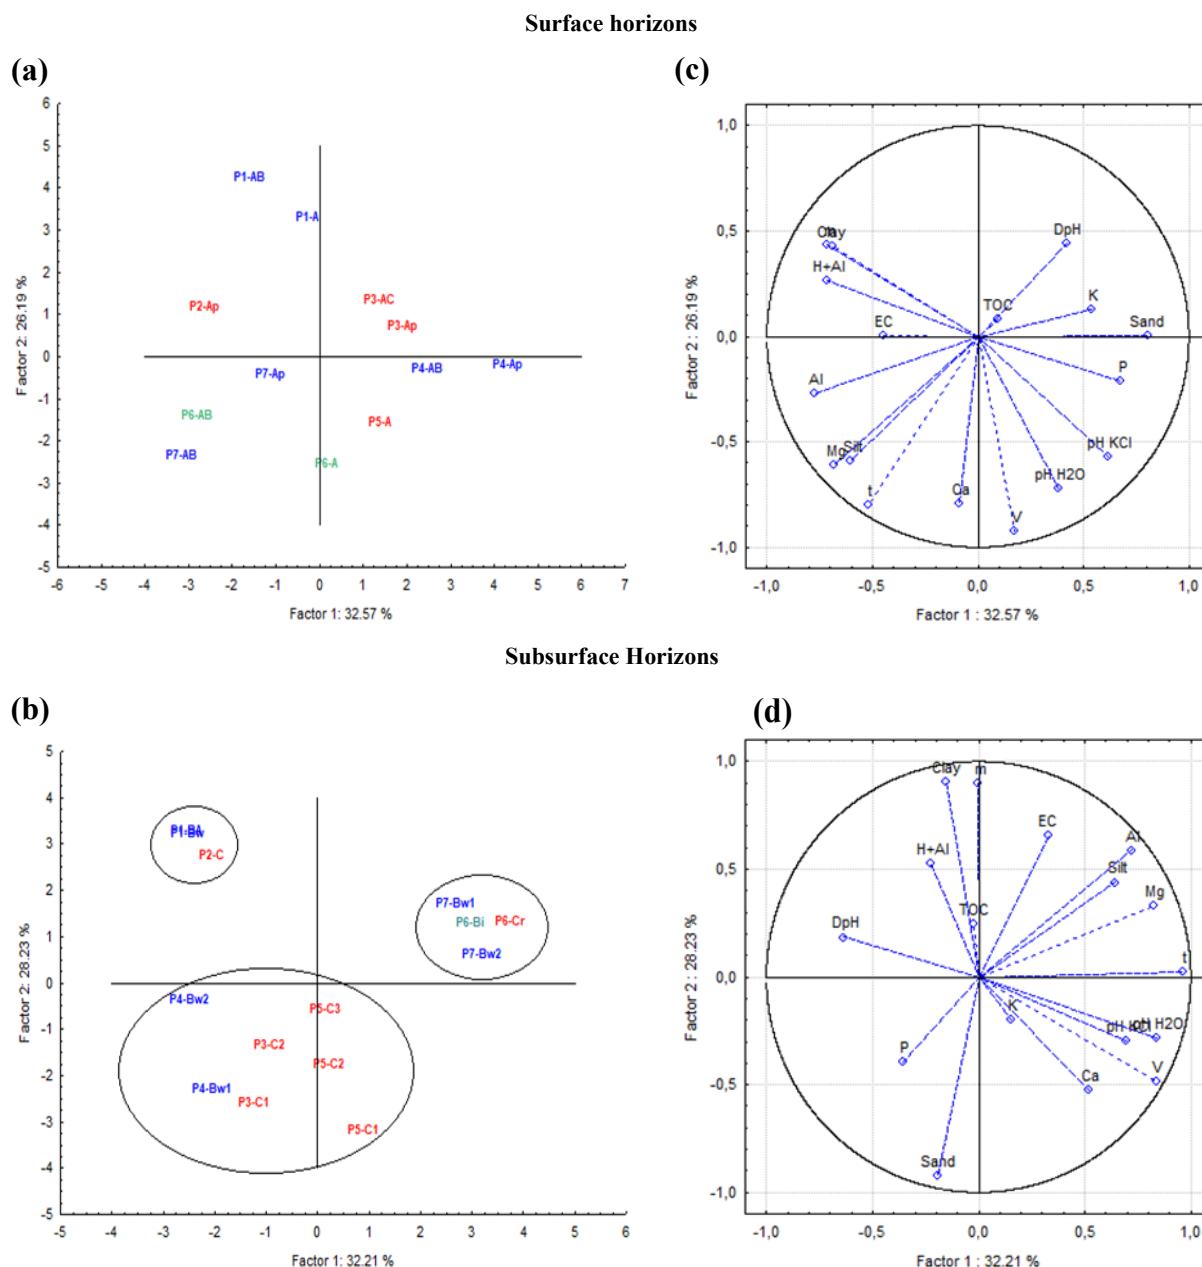 Surface horizons
(a)
(c)
6
5
4
3
2
1
0
-1
-2
-3
-4
-5
Factor 2: 26.19 %
P1-AB
P1-A
P2-Ap
P3-AC
P3-Ap
P7-Ap
P4-AB
P4-Ap
P6-AB
P5-A
P7-AB
P6-A
-6 -5 -4 -3 -2 -1 0 1 2 3 4 5 6 7
Factor 1: 32.57 %
1,0
0,5
0,0
-0,5
-1,0
Factor 2 : 26.19 %
Clay
DpH
H+Al
TOC
K
EC
Sand
Al
P
Mg
Silt
pH KCl
t
Ca
pH H2O
V
-1,0 -0,5 0,0 0,5 1,0
Factor 1 : 32.57 %
Subsurface Horizons
(b)
(d)
5
4
3
2
1
0
-1
-2
-3
-4
-5
Factor 2: 28.23 %
P1-BA
P1-Bw
P2-C
P7-Bw1
P6-Bi
P6-Cr
P7-Bw2
P4-Bw2
P5-C3
P3-C2
P5-C2
P4-Bw1
P3-C1
P5-C1
-5 -4 -3 -2 -1 0 1 2 3 4 5 6
Factor 1: 32.21 %
1,0
0,5
0,0
-0,5
-1,0
Factor 2 : 28.23 %
Clay
m
EC
Al
H+Al
Silt
Mg
TOC
DpH
t
K
pH KCl
pH H2O
P
Ca
V
Sand
-1,0 -0,5 0,0 0,5 1,0
Factor 1 : 32.21 %